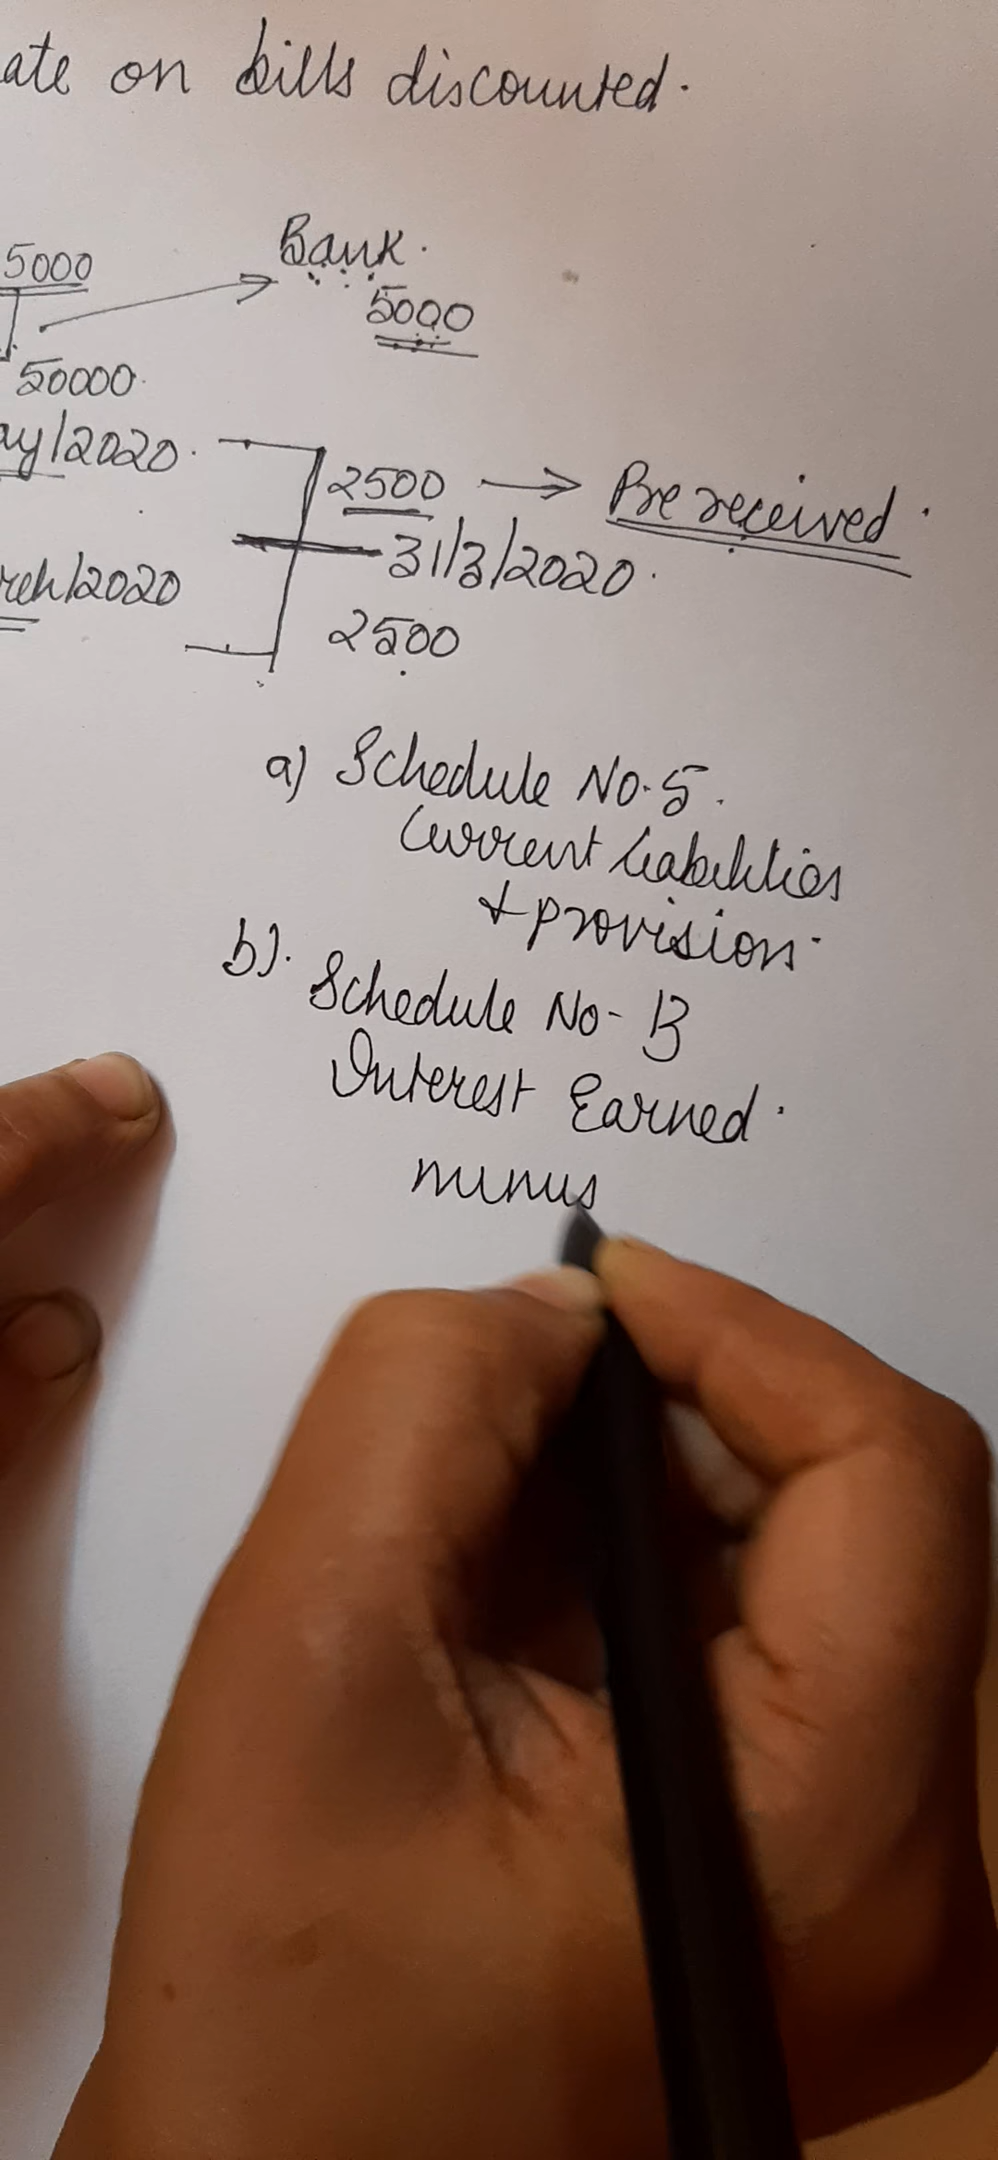 ate on bills discounted.
Bank.
5000
5000
50000.
ay/2020.
2500 → Pre received.
31/3/2020.
rch/2020
2500
a) Schedule No. 5.
Current liabilities
+ provision.
b). Schedule No- 13
Interest Earned.
minus